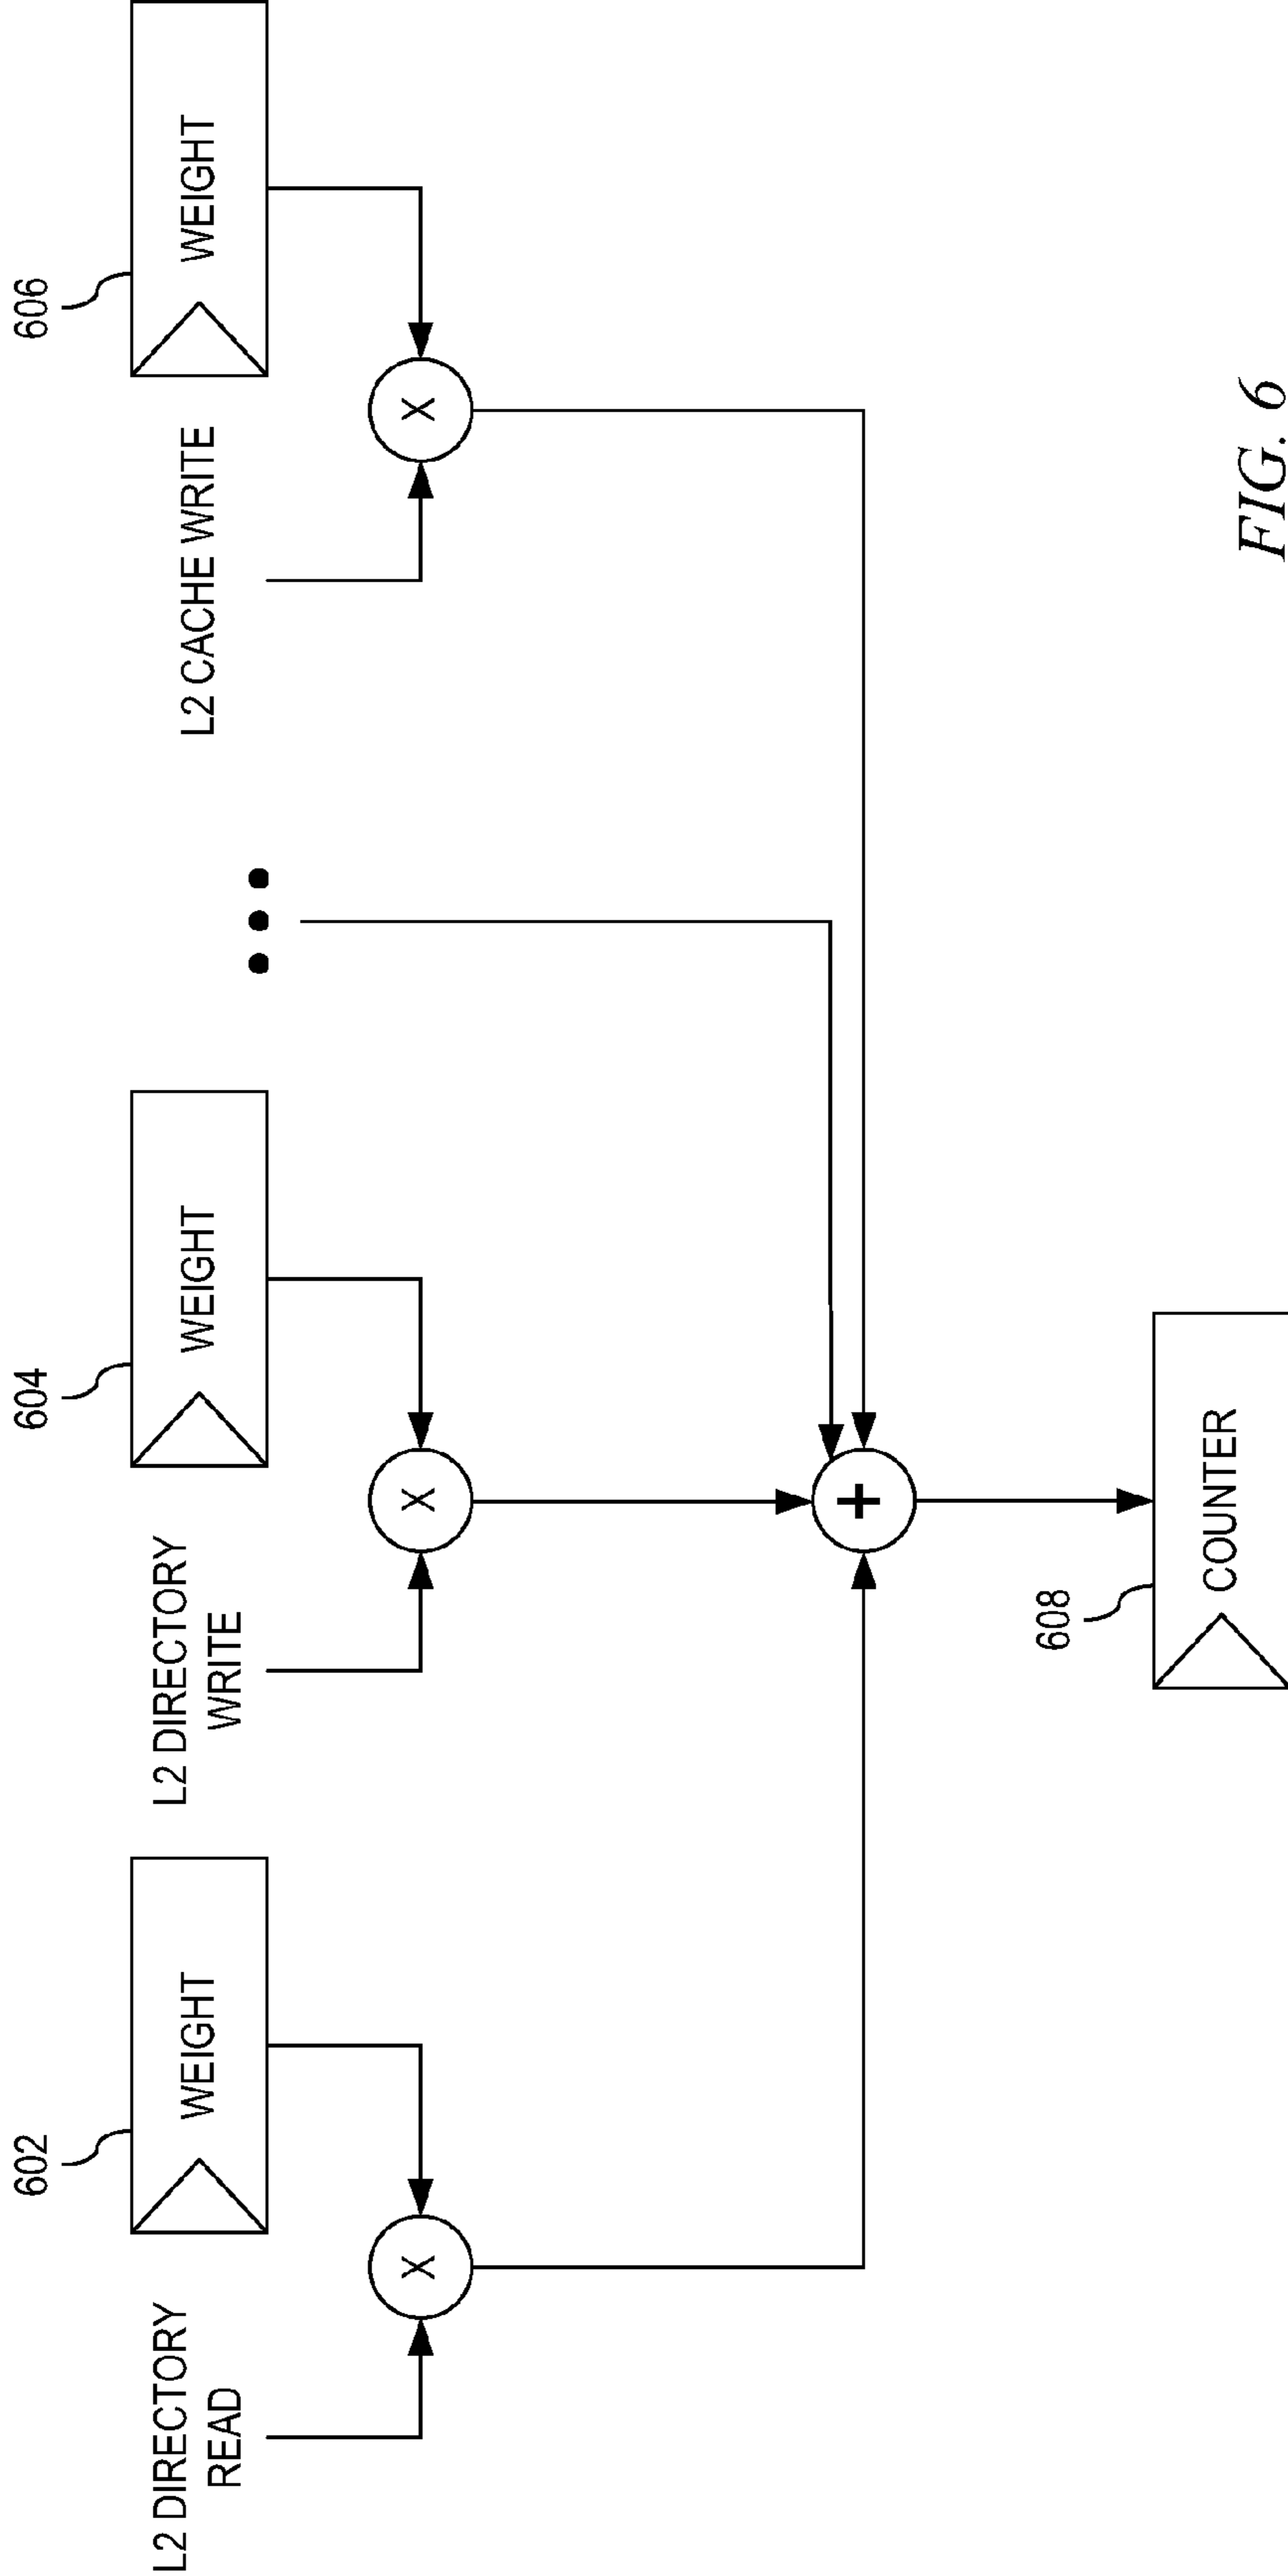 602
604
606
WEIGHT
WEIGHT
WEIGHT
L2 DIRECTORY
READ
L2 DIRECTORY
WRITE
L2 CACHE WRITE
X
X
X
+
608
COUNTER
FIG. 6